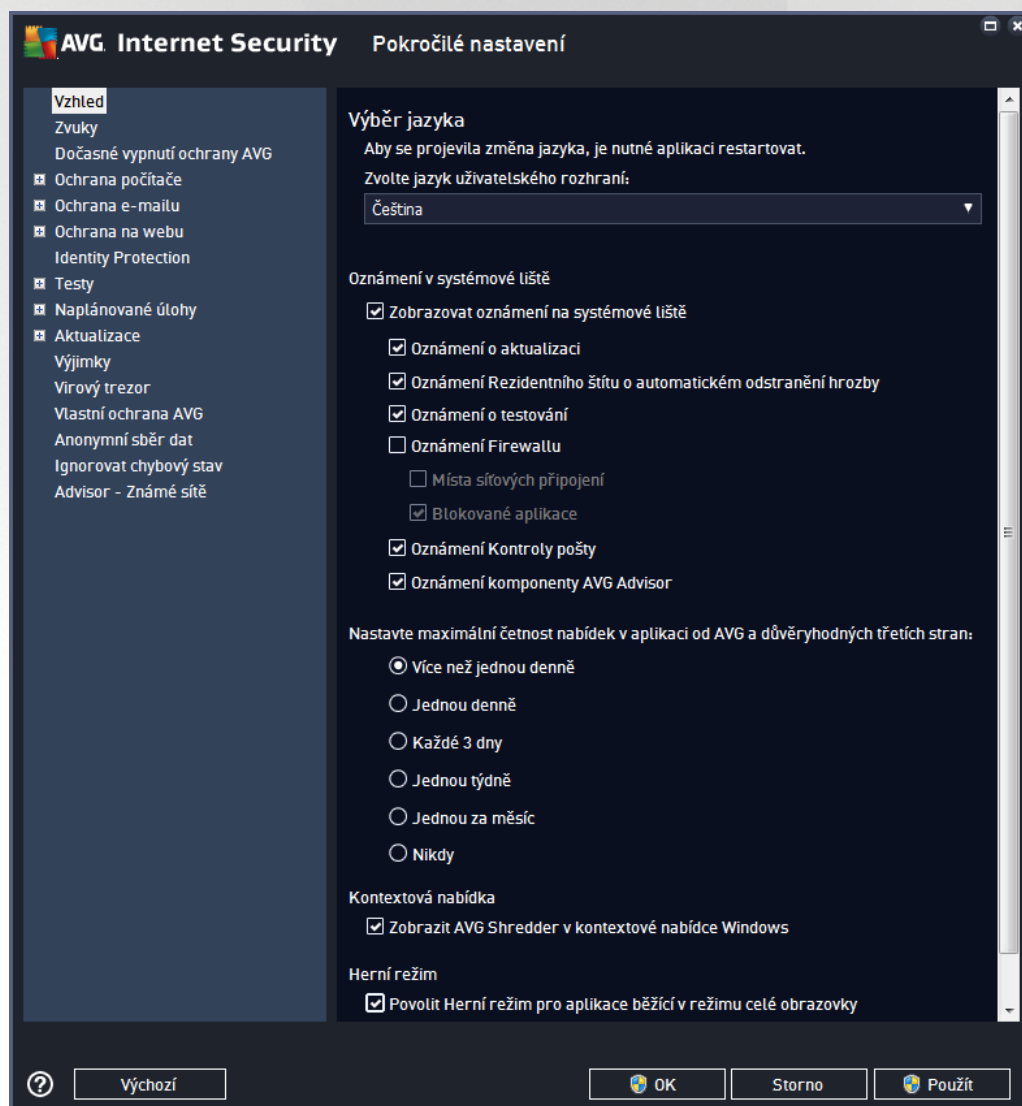 AVG. Internet Security Pokročilé nastavení
Vzhled
Zvuky
Dočasné vypnutí ochrany AVG
Ochrana počítače
Ochrana e-mailu
Ochrana na webu
Identity Protection
Testy
Naplánované úlohy
Aktualizace
Výjimky
Virový trezor
Vlastní ochrana AVG
Anonymní sběr dat
Ignorovat chybový stav
Advisor - Známé sítě
Výběr jazyka
Aby se projevila změna jazyka, je nutné aplikaci restartovat.
Zvolte jazyk uživatelského rozhraní:
Čeština
Oznámení v systémové liště
Zobrazovat oznámení na systémové liště
Oznámení o aktualizaci
Oznámení Rezidentního štítu o automatickém odstranění hrozby
Oznámení o testování
Oznámení Firewallu
Místa síťových připojení
Blokované aplikace
Oznámení Kontroly pošty
Oznámení komponenty AVG Advisor
Nastavte maximální četnost nabídek v aplikaci od AVG a důvěryhodných třetích stran:
Více než jednou denně
Jednou denně
Každé 3 dny
Jednou týdně
Jednou za měsíc
Nikdy
Kontextová nabídka
Zobrazit AVG Shredder v kontextové nabídce Windows
Herní režim
Povolit Herní režim pro aplikace běžící v režimu celé obrazovky
? Výchozí OK Storno Použít